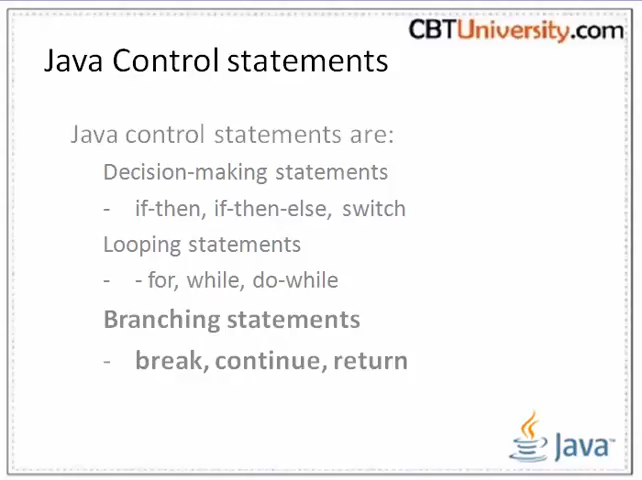 CBTUniversity.com
Java Control statements
Java control statements are:
Decision-making statements
- if-then, if-then-else, switch
Looping statements
- - for, while, do-while
Branching statements
- break, continue, return
Java™